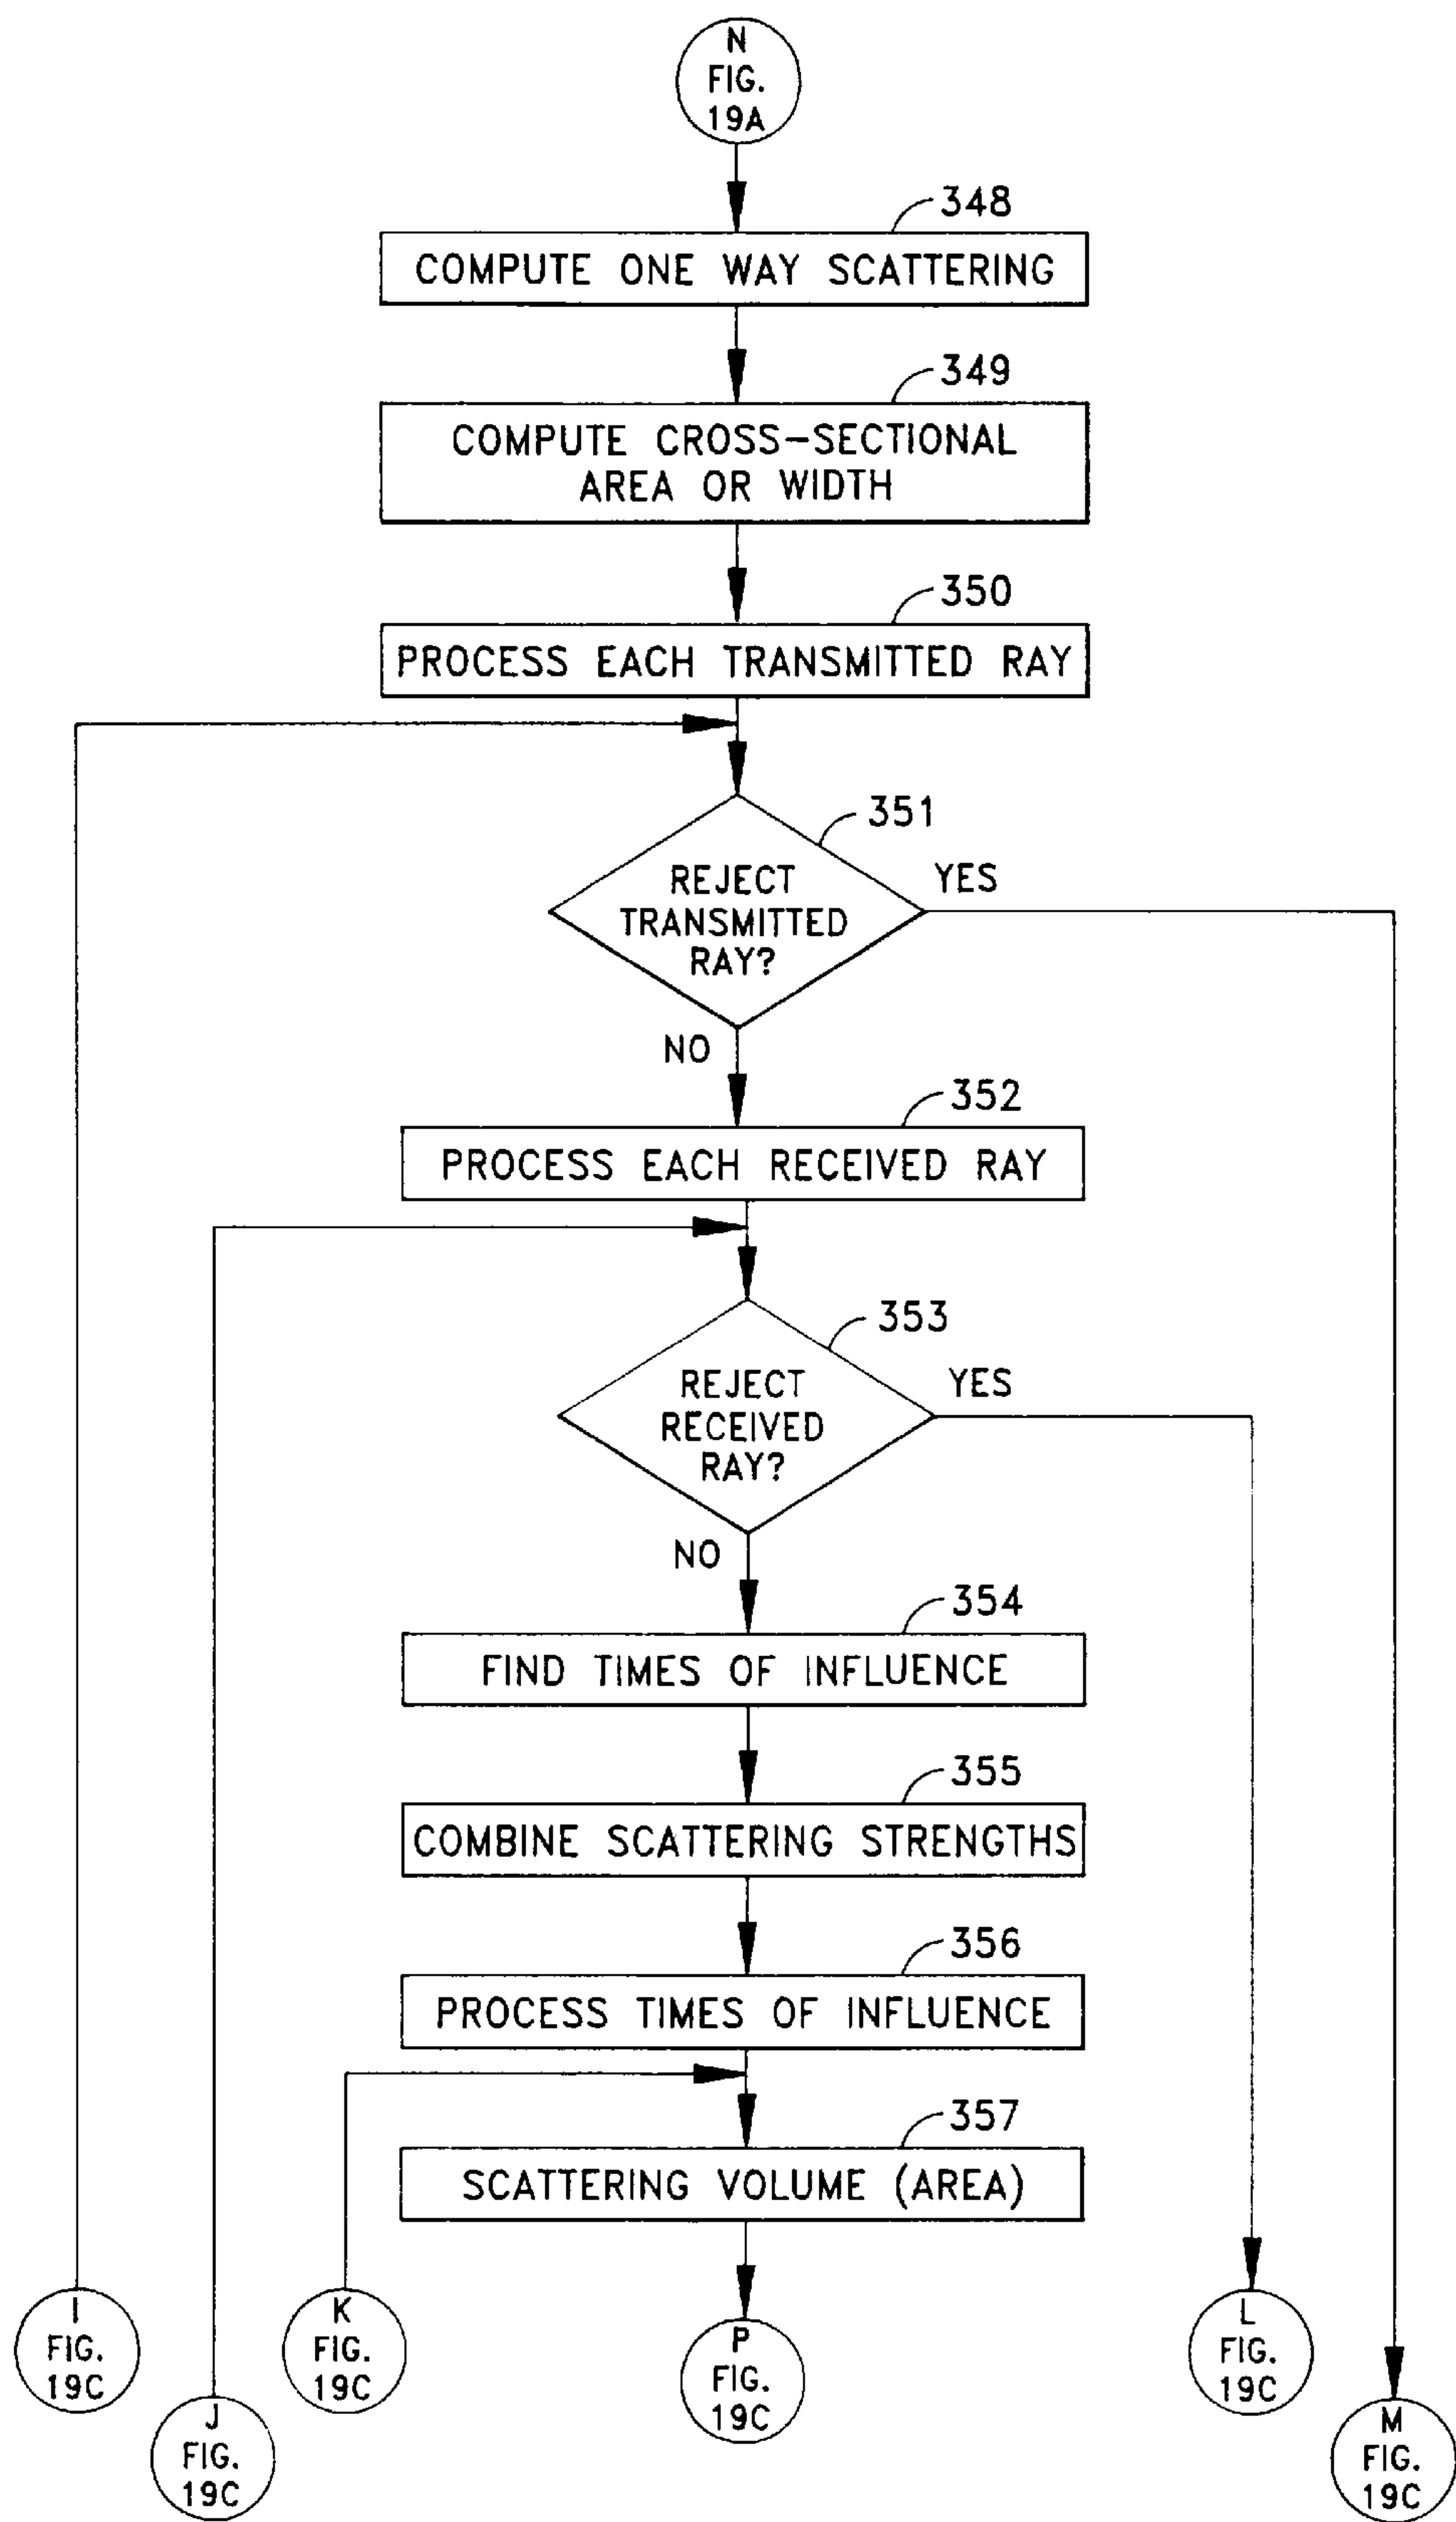 N
FIG.
19A
348
COMPUTE ONE WAY SCATTERING
349
COMPUTE CROSS-SECTIONAL
AREA OR WIDTH
350
PROCESS EACH TRANSMITTED RAY
351
REJECT
TRANSMITTED
RAY?
YES
NO
352
PROCESS EACH RECEIVED RAY
353
REJECT
RECEIVED
RAY?
YES
NO
354
FIND TIMES OF INFLUENCE
355
COMBINE SCATTERING STRENGTHS
356
PROCESS TIMES OF INFLUENCE
357
SCATTERING VOLUME (AREA)
I
FIG.
19C
J
FIG.
19C
K
FIG.
19C
P
FIG.
19C
L
FIG.
19C
M
FIG.
19C